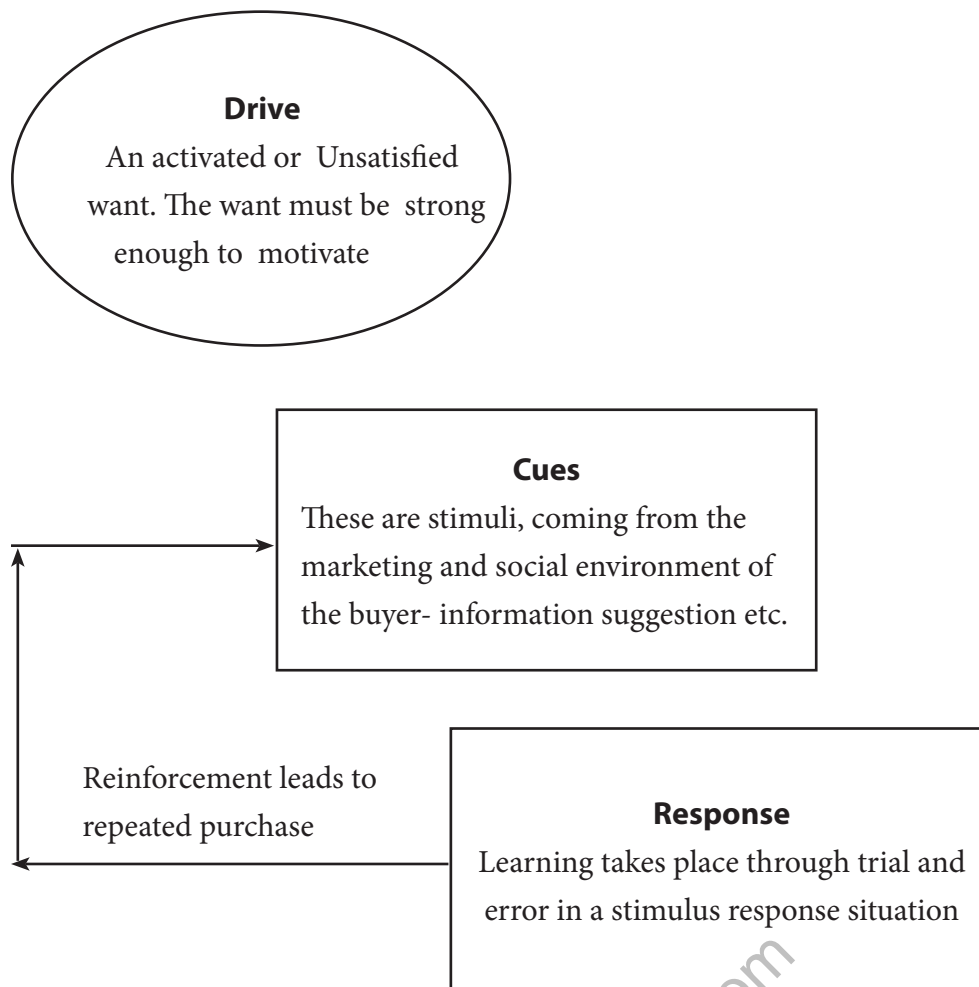 Drive
An activated or Unsatisfied
want. The want must be strong
enough to motivate
Cues
These are stimuli, coming from the
marketing and social environment of
the buyer- information suggestion etc.
Reinforcement leads to
repeated purchase
Response
Learning takes place through trial and
error in a stimulus response situation
om